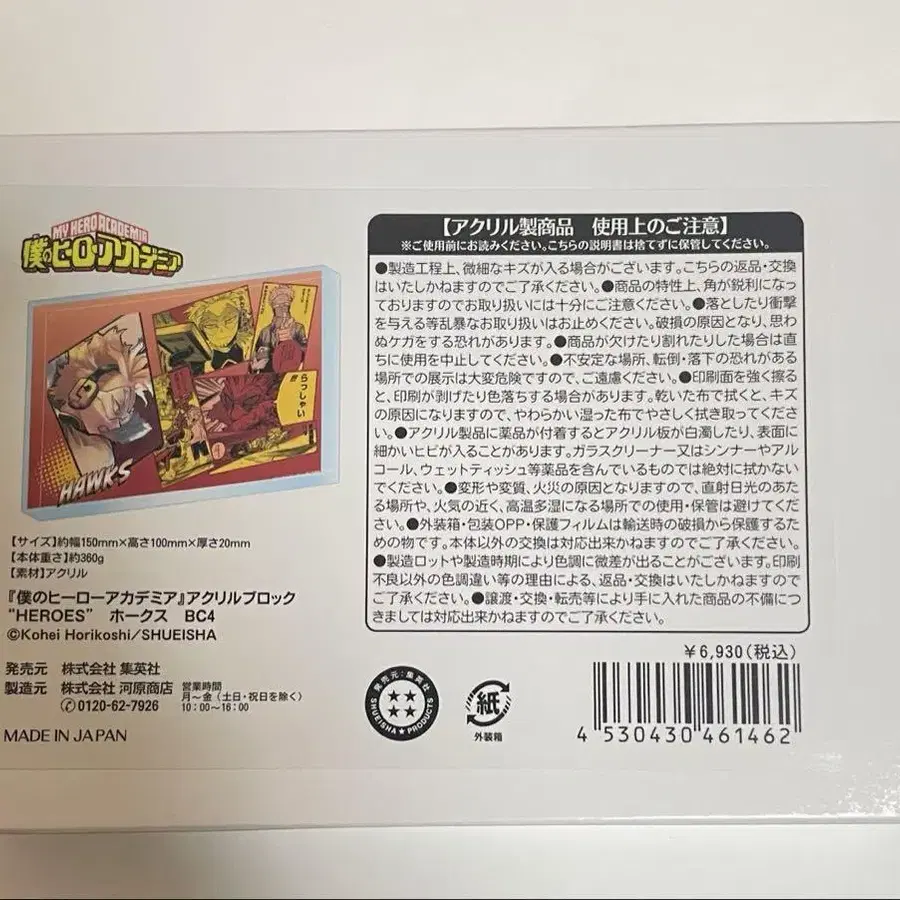 MY HERO ACADEMIA
僕のヒーローアカデミア
らっしゃい
HAWKS
【サイズ】約幅150mm×高さ100mm×厚さ20mm
【本体重さ】約360g
【素材】アクリル
『僕のヒーローアカデミア』アクリルブロック
“HEROES” ホークス BC4
©Kohei Horikoshi/SHUEISHA
発売元 株式会社 集英社
製造元 株式会社 河原商店 営業時間
月~金（土日・祝日を除く）
✆0120-62-7926 10:00~16:00
MADE IN JAPAN
【アクリル製商品 使用上のご注意】
※ご使用前にお読みください。こちらの説明書は捨てずに保管してください。
●製造工程上、微細なキズが入る場合がございます。こちらの返品・交換
はいたしかねますのでご了承ください。●商品の特性上、角が鋭利になっ
ておりますのでお取り扱いには十分にご注意ください。●落としたり衝撃
を与える等乱暴なお取り扱いはお止めください。破損の原因となり、思わ
ぬケガをする恐れがあります。●商品が欠けたり割れたりした場合は直
ちに使用を中止してください。●不安定な場所、転倒・落下の恐れがある
場所での展示は大変危険ですので、ご遠慮ください。●印刷面を強く擦る
と、印刷が剥げたり色落ちする場合があります。乾いた布で拭くと、キズ
の原因になりますので、やわらかい湿った布でやさしく拭き取ってくださ
い。●アクリル製品に薬品が付着するとアクリル板が白濁したり、表面に
細かいヒビが入ることがあります。ガラスクリーナー又はシンナーやアル
コール、ウェットティッシュ等薬品を含んでいるものでは絶対に拭かない
でください。●変形や変質、火災の原因となりますので、直射日光のあた
る場所や、火気の近く、高温多湿になる場所での使用・保管は避けてくだ
さい。●外装箱・包装OPP・保護フィルムは輸送時の破損から保護するた
めの物です。本体以外の交換は対応出来かねますのでご了承ください。
●製造ロットや製造時期により色調に微差が出ることがございます。印刷
不良以外の色調違い等の理由による、返品・交換はいたしかねますので
ご了承ください。●譲渡・交換・転売等により手に入れた商品の不備につ
きましては対応出来かねますのでご了承ください。
¥6,930(税込)
発売元:集英社
SHUEISHA★PRODUCTS
紙
外装箱
4 530430 461462